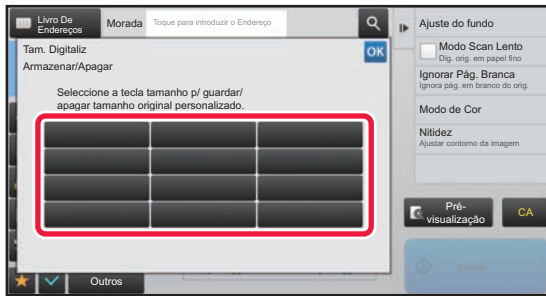 Livro De
Endereços
Morada
Toque para introduzir o Endereço
Tam. Digitaliz
OK
Armazenar/Apagar
Seleccione a tecla tamanho p/ guardar/
apagar tamanho original personalizado.
Outros
Ajuste do fundo
Modo Scan Lento
Dig. orig. em papel fino
Ignorar Pág. Branca
Ignora pág. em branco do orig.
Modo de Cor
Nitidez
Ajustar contorno da imagem
Pré-
visualização
CA